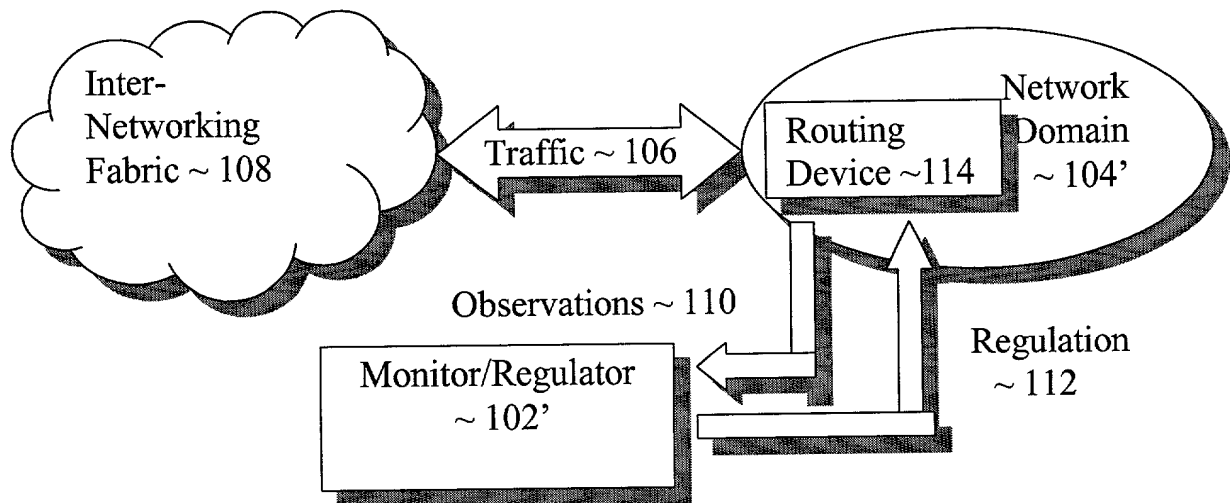 Inter-
Networking
Fabric ~ 108
Traffic ~ 106
Routing
Device ~114
Network
Domain
~ 104’
Observations ~ 110
Monitor/Regulator
~ 102’
Regulation
~ 112